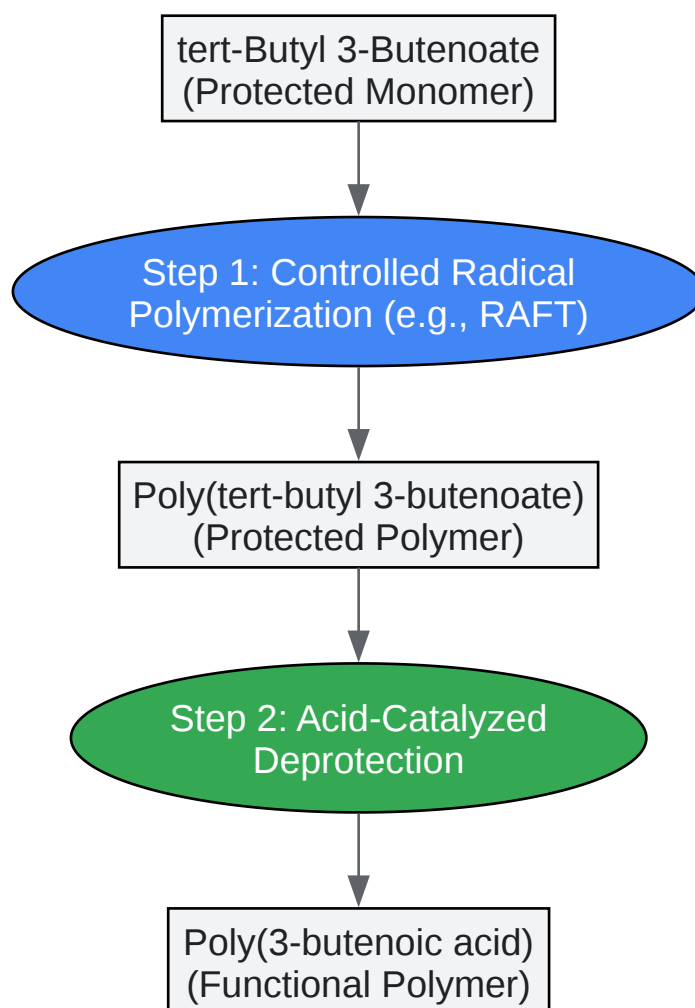 tert-Butyl 3-Butenoate
(Protected Monomer)
Step 1: Controlled Radical
Polymerization (e.g., RAFT)
Poly(tert-butyl 3-butenoate)
(Protected Polymer)
Step 2: Acid-Catalyzed
Deprotection
Poly(3-butenoic acid)
(Functional Polymer)